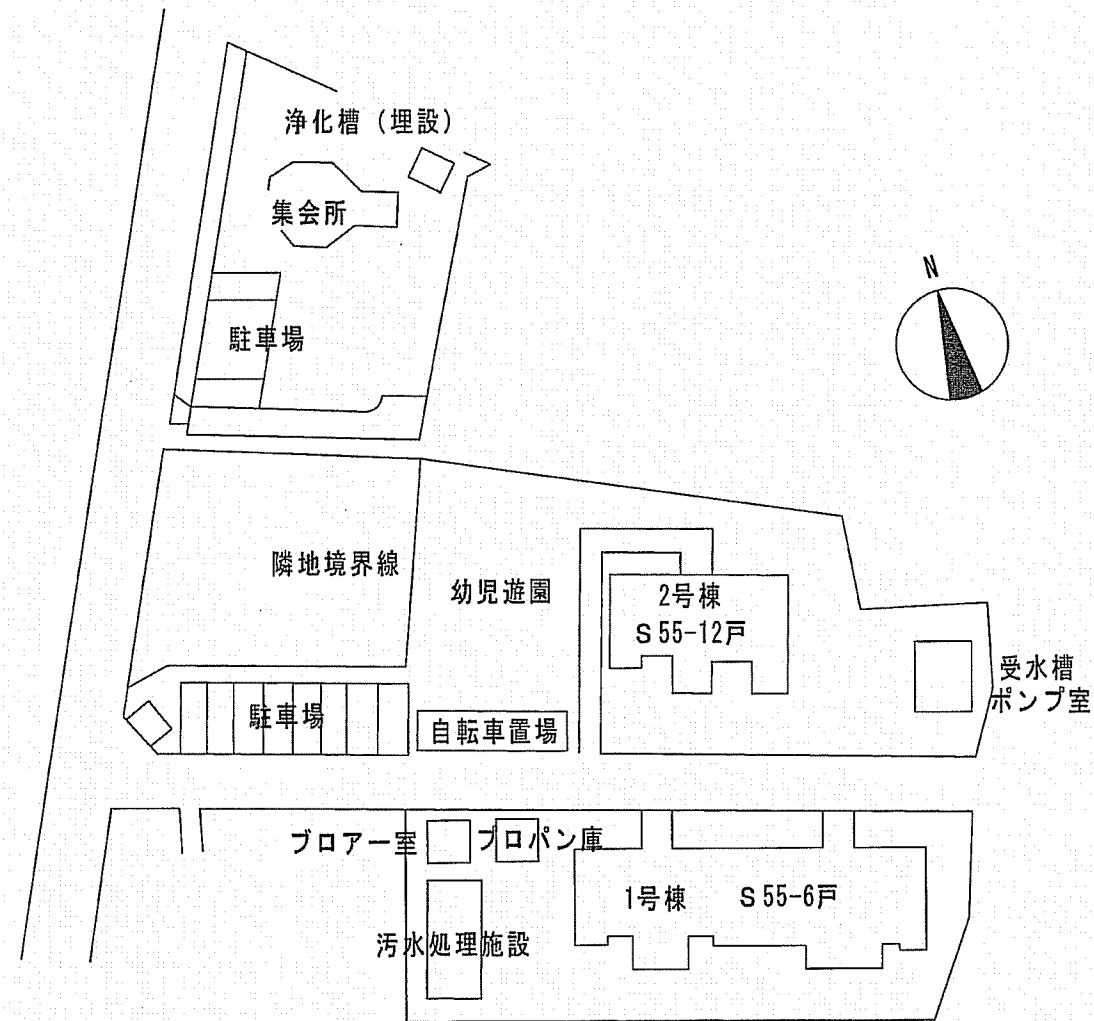 浄化槽（埋設）
集会所
N
駐車場
隣地境界線
幼児遊園
2号棟
S55-12戸
受水槽
ポンプ室
駐車場
自転車置場
ブロアー室
プロパン庫
1号棟 S55-6戸
汚水処理施設